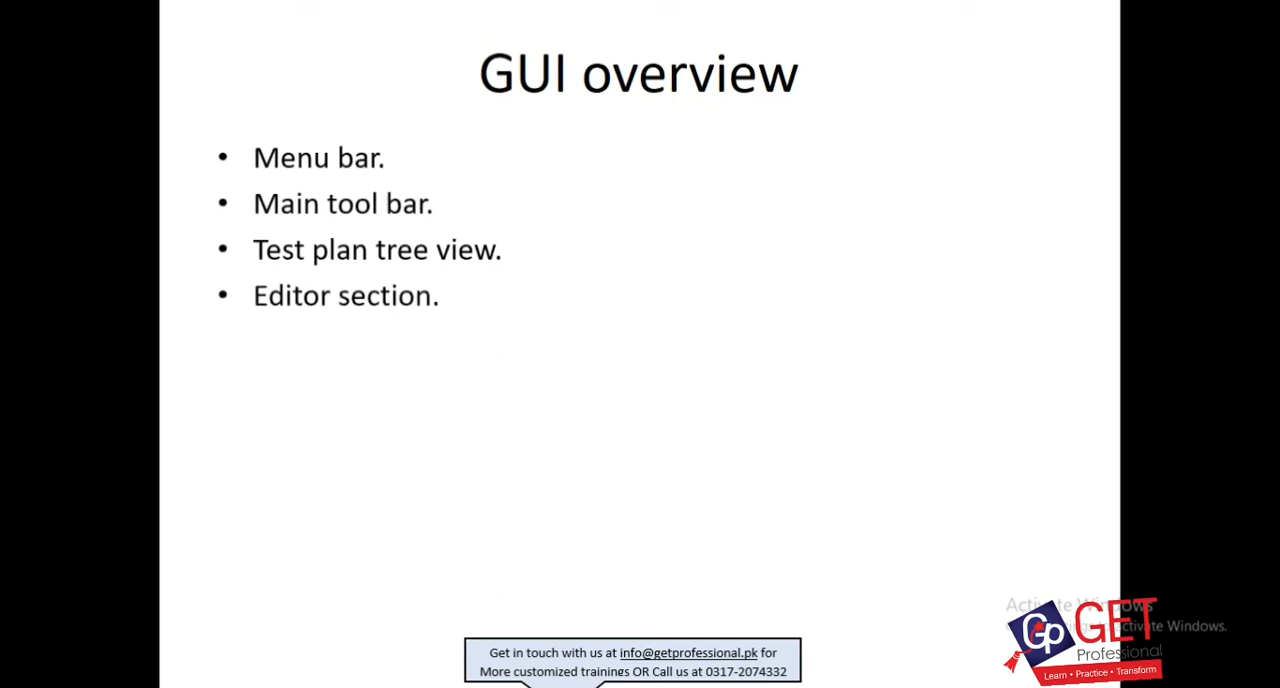 GUI overview
• Menu bar.
• Main tool bar.
• Test plan tree view.
• Editor section.
Get in touch with us at info@getprofessional.pk for
More customized trainines OR Call us at 0317-2074332
Activate Windows
activate Windows.
Gp GET
Professional
Learn • Practice • Transform